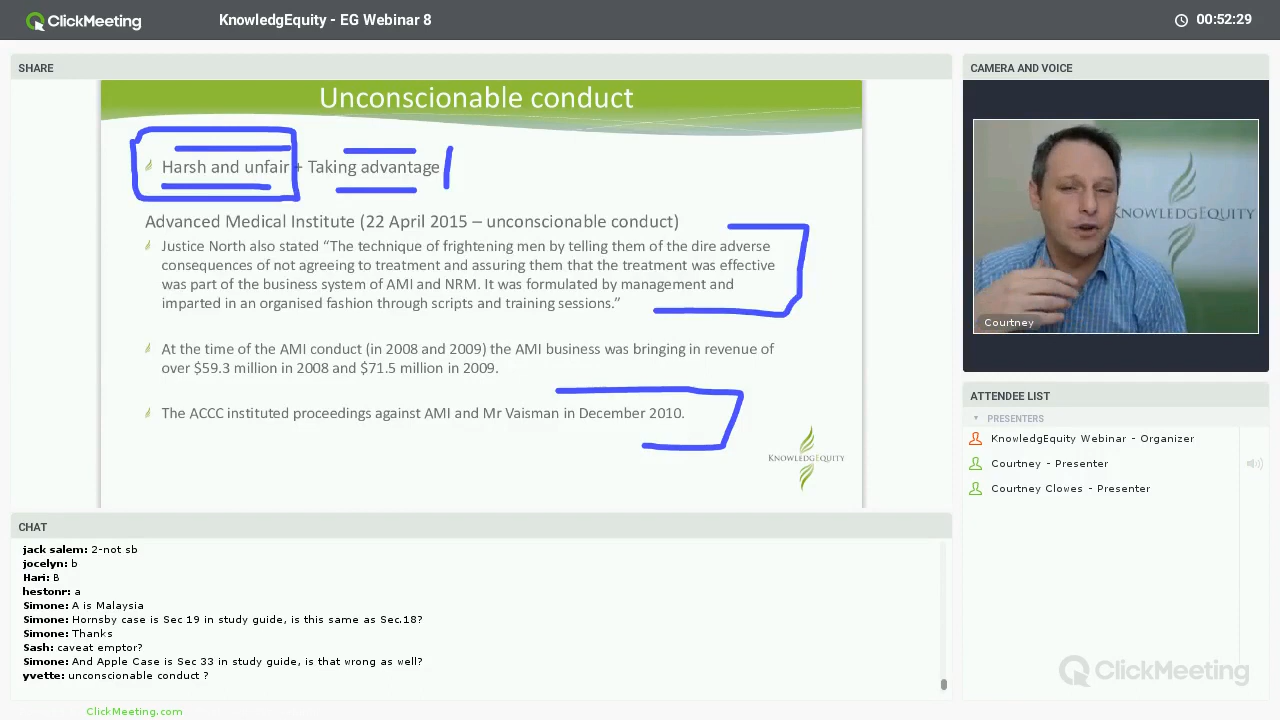 ClickMeeting
KnowledgEquity - EG Webinar 8
00:52:29
SHARE
Unconscionable conduct
Harsh and unfair + Taking advantage
Advanced Medical Institute (22 April 2015 – unconscionable conduct)
Justice North also stated “The technique of frightening men by telling them of the dire adverse
consequences of not agreeing to treatment and assuring them that the treatment was effective
was part of the business system of AMI and NRM. It was formulated by management and
imparted in an organised fashion through scripts and training sessions.”
At the time of the AMI conduct (in 2008 and 2009) the AMI business was bringing in revenue of
over $59.3 million in 2008 and $71.5 million in 2009.
The ACCC instituted proceedings against AMI and Mr Vaisman in December 2010.
KNOWLEDGEQUITY
CAMERA AND VOICE
KNOWLEDGEQUITY
Courtney
ATTENDEE LIST
PRESENTERS
KnowledgEquity Webinar - Organizer
Courtney - Presenter
Courtney Clowes - Presenter
CHAT
jack salem: 2-not sb
jocelyn: b
Hari: B
hestonr: a
Simone: A is Malaysia
Simone: Hornsby case is Sec 19 in study guide, is this same as Sec.18?
Simone: Thanks
Sash: caveat emptor?
Simone: And Apple Case is Sec 33 in study guide, is that wrong as well?
yvette: unconscionable conduct ?
ClickMeeting
ClickMeeting.com